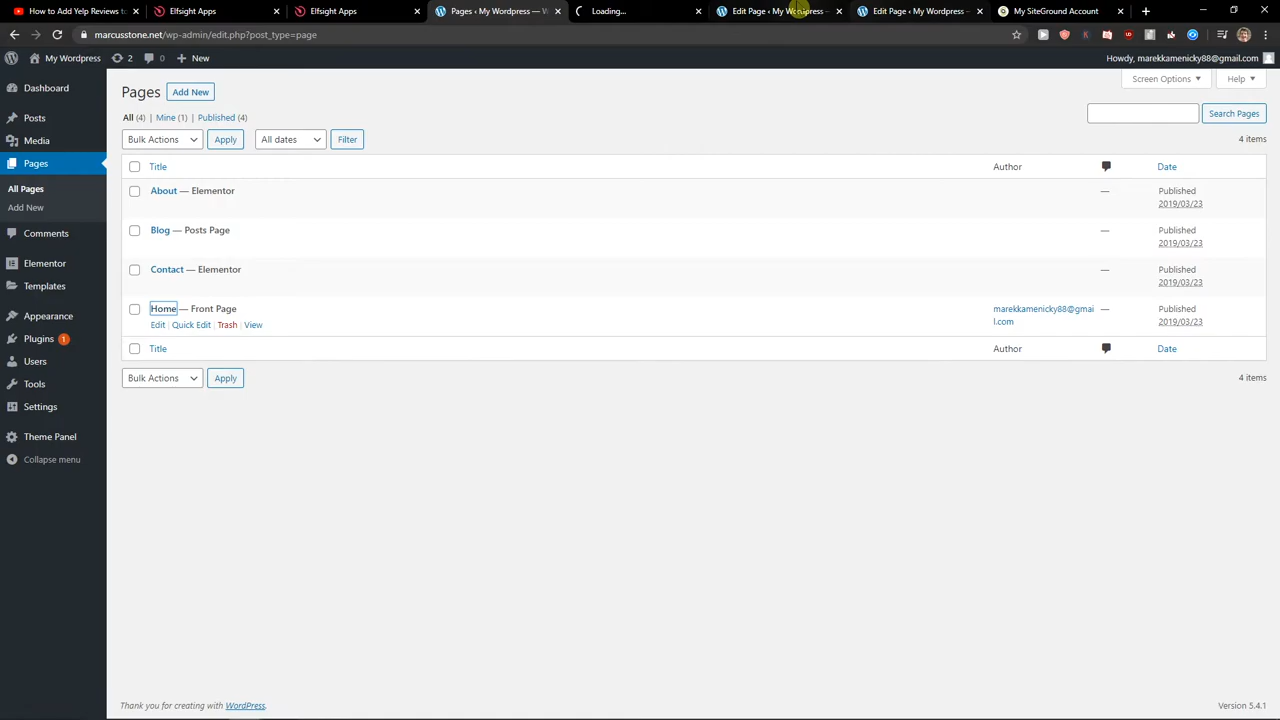 How to Add Yelp Reviews to Word
Elfsight Apps
Elfsight Apps
Pages ‹ My Wordpress — W
Loading...
Edit Page ‹ My Wordpress –
Edit Page ‹ My Wordpress –
My SiteGround Account
marcusstone.net/wp-admin/edit.php?post_type=page
My Wordpress
2
0
New
Howdy, marekkamenicky88@gmail.com
Dashboard
Posts
Media
Pages
All Pages
Add New
Comments
Elementor
Templates
Appearance
Plugins 1
Users
Tools
Settings
Theme Panel
Collapse menu
Screen Options
Help
Pages
Add New
All (4) | Mine (1) | Published (4)
Search Pages
Bulk Actions
Apply
All dates
Filter
4 items
Title
Author
Date
About — Elementor
—
Published
2019/03/23
Blog — Posts Page
—
Published
2019/03/23
Contact — Elementor
—
Published
2019/03/23
Home — Front Page
Edit | Quick Edit | Trash | View
marekkamenicky88@gmai
l.com
—
Published
2019/03/23
Title
Author
Date
Bulk Actions
Apply
4 items
Thank you for creating with WordPress.
Version 5.4.1